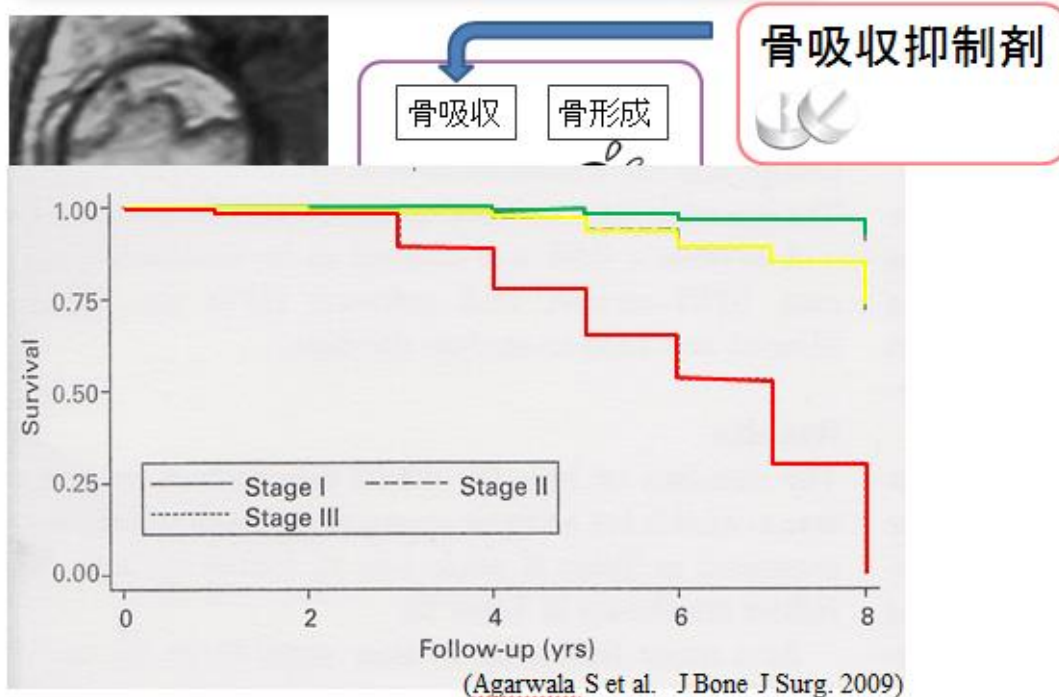 骨吸収抑制剤
骨吸収
骨形成
Survival
1.00
0.75
0.50
0.25
0.00
Stage I
Stage II
Stage III
0
2
4
6
8
Follow-up (yrs)
(Agarwala S et al. J Bone J Surg. 2009)